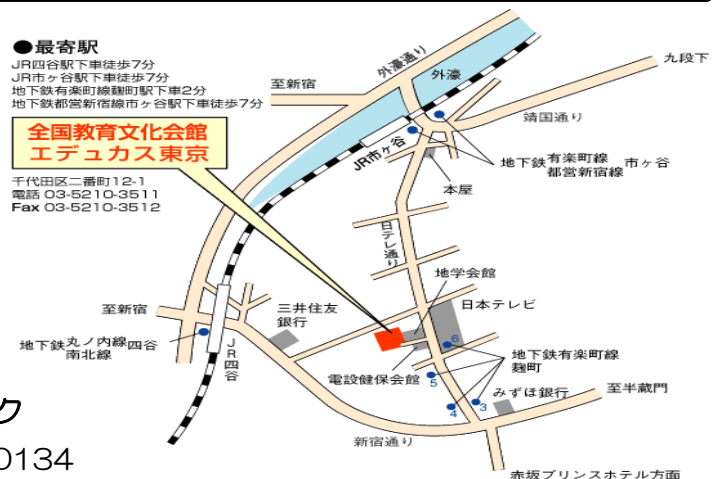 ●最寄駅
JR四谷駅下車徒歩7分
JR市ヶ谷駅下車徒歩7分
地下鉄有楽町線麹町駅下車2分
地下鉄都営新宿線市ヶ谷駅下車徒歩7分
全国教育文化会館
エデュカス東京
千代田区二番町12-1
電話 03-5210-3511
Fax 03-5210-3512
至新宿
外濠通り
外濠
九段下
靖国通り
JR市ヶ谷
地下鉄有楽町線
都営新宿線
市ヶ谷
本屋
日テレ通り
地学会館
日本テレビ
至新宿
三井住友
銀行
地下鉄丸ノ内線
南北線
四谷
JR四谷
電設健保会館
6
5
4
3
地下鉄有楽町線
麹町
みずほ銀行
至半蔵門
新宿通り
赤坂プリンスホテル方面
ク
0134